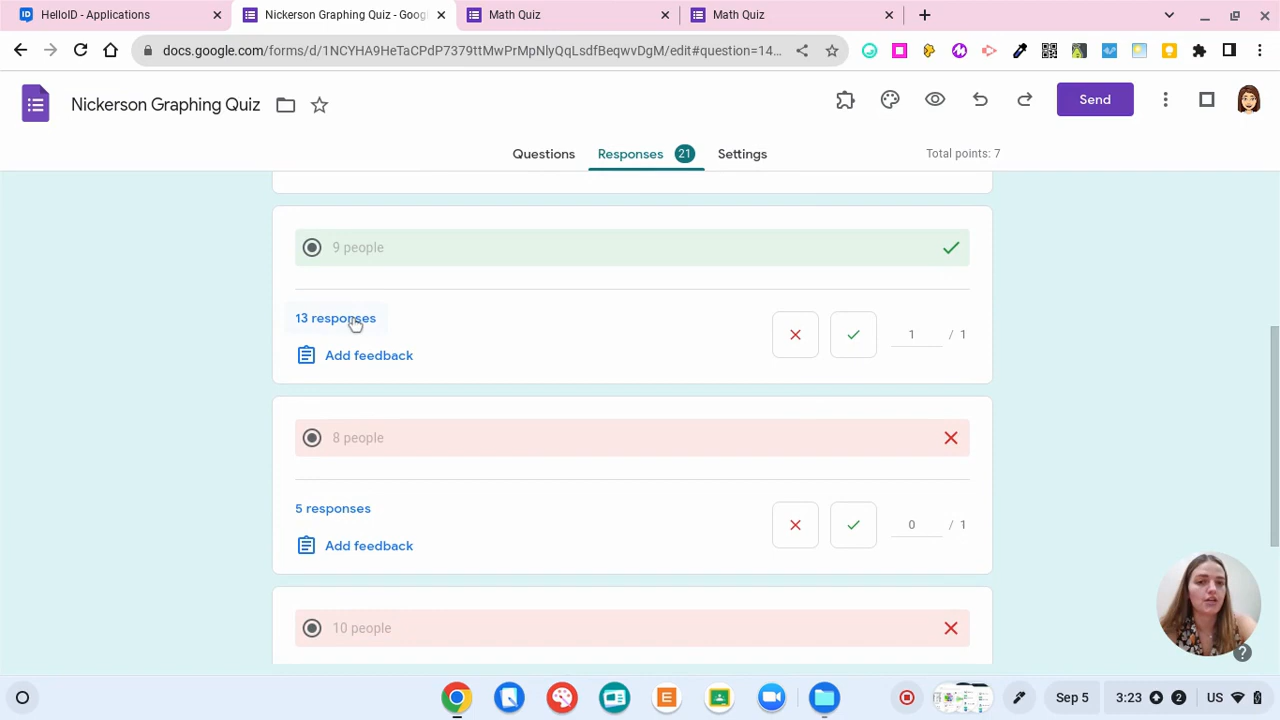 HelloID - Applications
Nickerson Graphing Quiz - Goog
Math Quiz
Math Quiz
docs.google.com/forms/d/1NCYHA9HeTaCPdP7379ttMwPrMpNlyQqLsdfBeqwvDgM/edit#question=14...
Nickerson Graphing Quiz
Send
Questions
Responses 21
Settings
Total points: 7
9 people
13 responses
1 / 1
Add feedback
8 people
5 responses
0 / 1
Add feedback
10 people
Sep 5
3:23
2
US